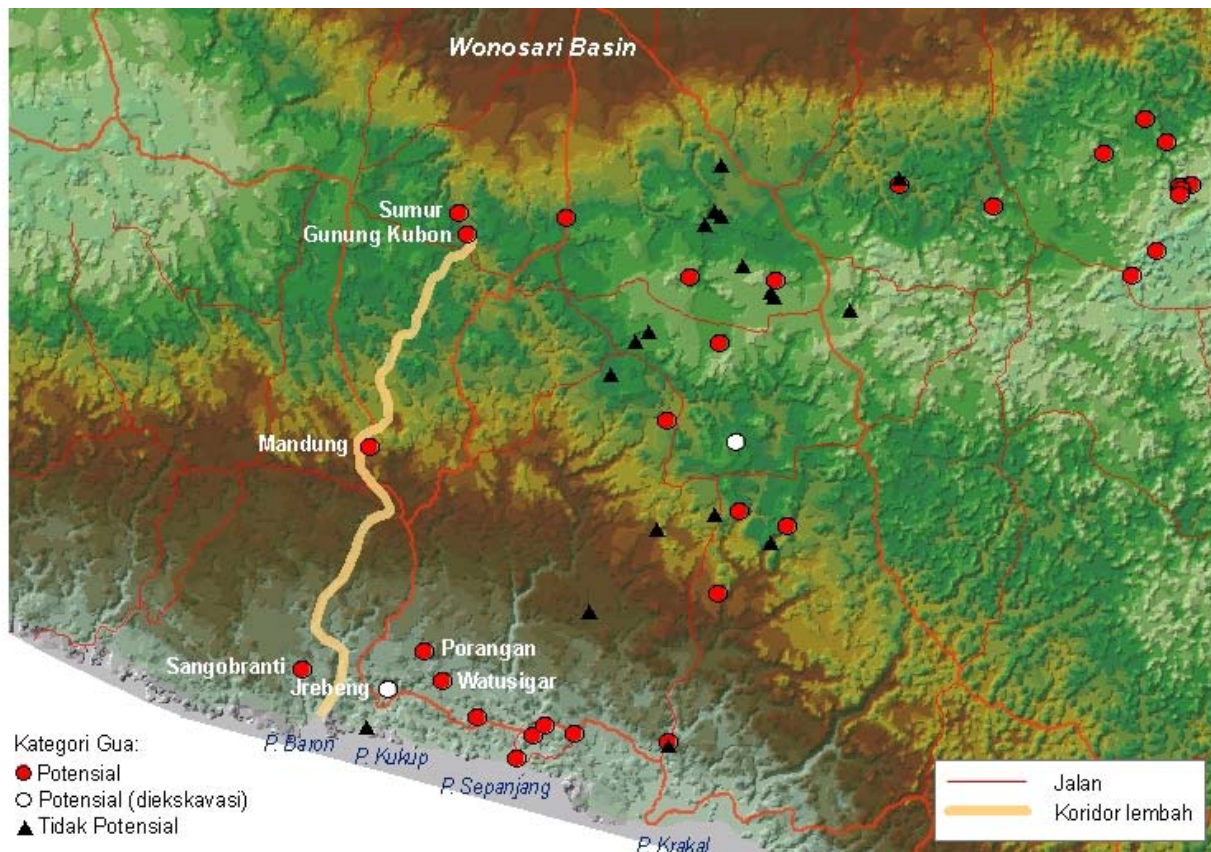 Wonosari Basin
Sumur
Gunung Kubon
Mandung
Porangan
Sangobranti
Watusigar
Jrebeng
P. Baron
P. Kukup
P. Sepanjang
P. Krakal
Kategori Gua:
Potensial
Potensial (diekskavasi)
Tidak Potensial
Jalan
Koridor lembah